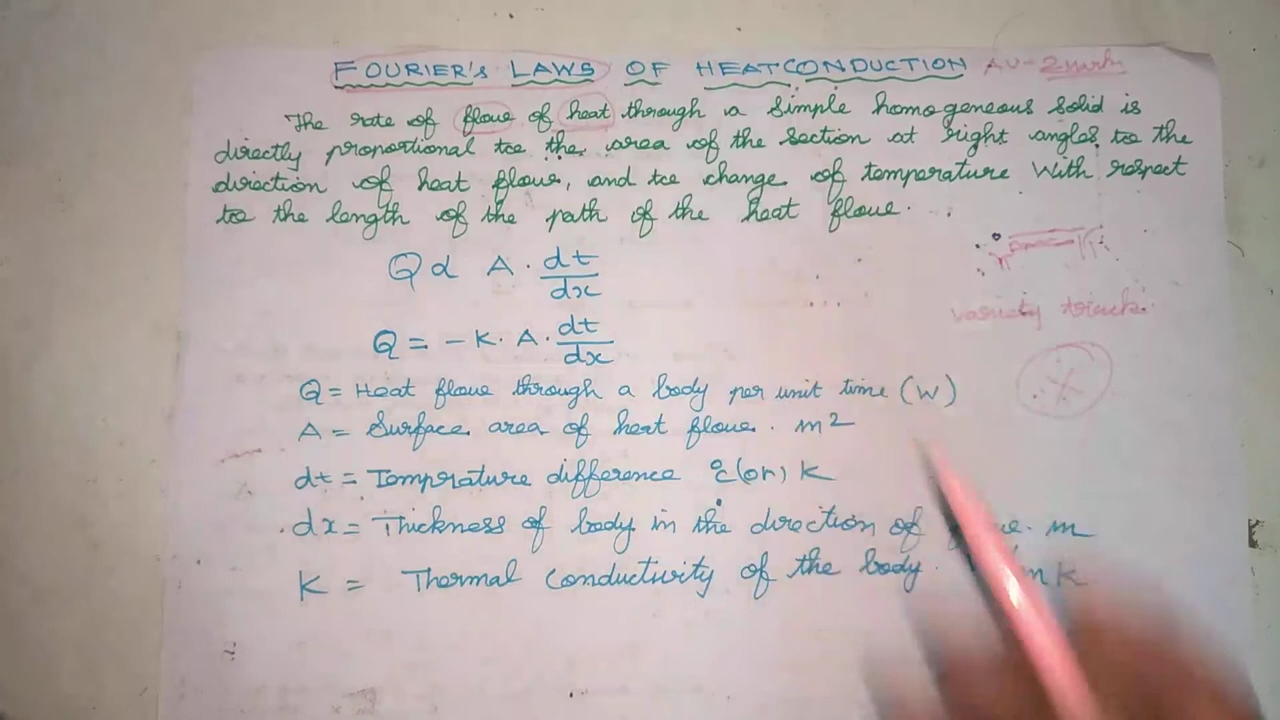 FOURIER's LAWS OF HEATCONDUCTION AU-2mark
The rate of flow of heat through a simple homogeneous solid is
directly proportional to the area of the section at right angles to the
direction of heat flow, and to change of temperature with respect
to the length of the path of the heat flow.
Q α A. dt/dx
Q = -K. A. dt/dx
Q = Heat flow through a body per unit time (W)
A = Surface area of heat flow. m2
dt = Temprature difference °c (or) K
dx = Thickness of body in the direction of m
K = Thermal conductivity of the body. mk